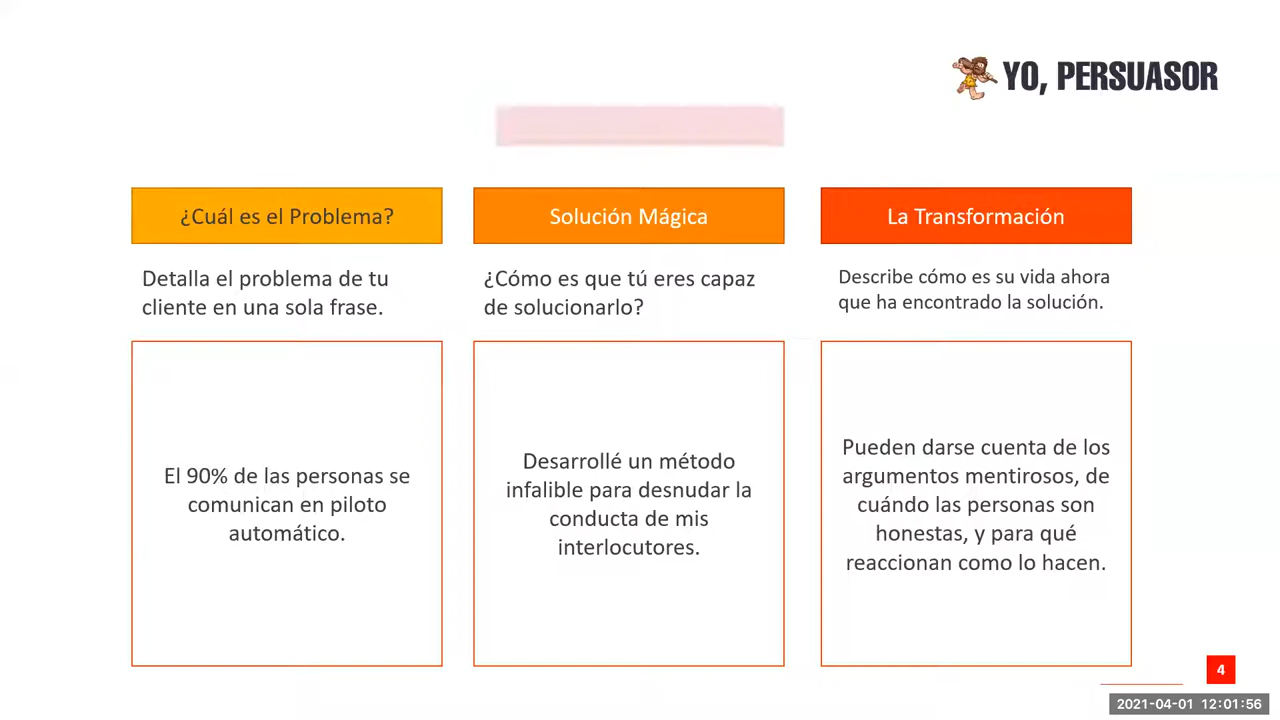 YO, PERSUASOR
¿Cuál es el Problema?
Detalla el problema de tu
cliente en una sola frase.
El 90% de las personas se
comunican en piloto
automático.
Solución Mágica
¿Cómo es que tú eres capaz
de solucionarlo?
Desarrollé un método
infalible para desnudar la
conducta de mis
interlocutores.
La Transformación
Describe cómo es su vida ahora
que ha encontrado la solución.
Pueden darse cuenta de los
argumentos mentirosos, de
cuándo las personas son
honestas, y para qué
reaccionan como lo hacen.
4
2021-04-01 12:01:56